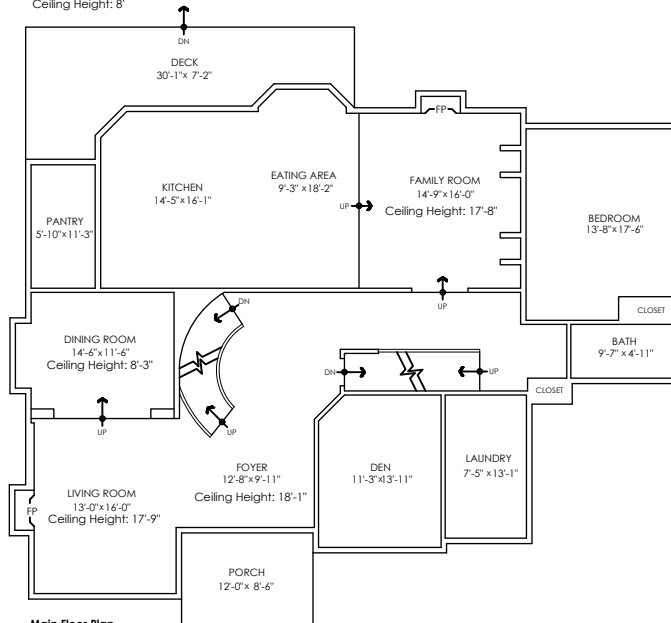 Ceiling Height: 8'
DN
DECK
30'-1"x 7'-2"
FP
KITCHEN
14'-5"x16'-1"
EATING AREA
9'-3" x18'-2"
FAMILY ROOM
14'-9"x16'-0"
Ceiling Height: 17'-8"
UP
PANTRY
5'-10"x11'-3"
BEDROOM
13'-8"x17'-6"
UP
DN
CLOSET
DINING ROOM
14'-6"x11'-6"
Ceiling Height: 8'-3"
BATH
9'-7" x 4'-11"
DN
UP
CLOSET
UP
UP
FOYER
12'-8"x9'-11"
Ceiling Height: 18'-1"
DEN
11'-3"x13'-11"
LAUNDRY
7'-5" x13'-1"
LIVING ROOM
13'-0"x16'-0"
Ceiling Height: 17'-9"
FP
PORCH
12'-0"x 8'-6"
Main Floor Plan